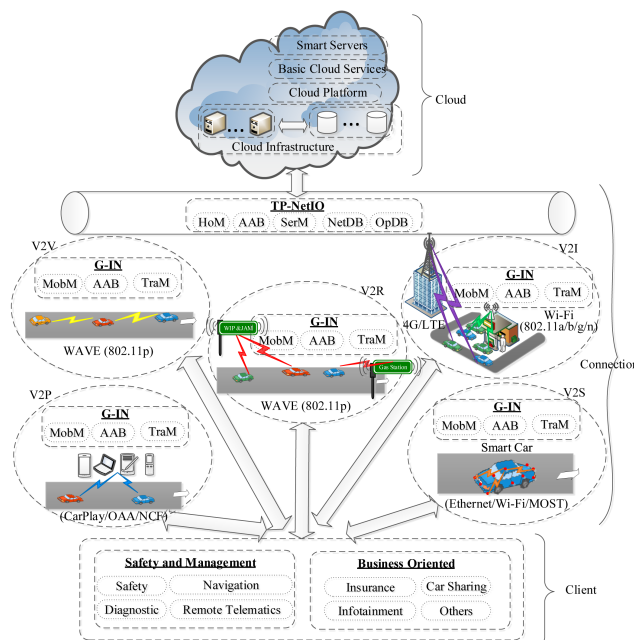 Smart Servers
Basic Cloud Services
Cloud Platform
Cloud Infrastructure
Cloud
TP-NetIO
HoM AAB SerM NetDB OpDB
V2V
G-IN
MobM AAB TraM
WAVE (802.11p)
V2R
WIP &JAM
G-IN
MobM AAB TraM
Gas Station
WAVE (802.11p)
V2I
G-IN
MobM AAB TraM
Wi-Fi
4G/LTE (802.11a/b/g/n)
Connection
V2P
G-IN
MobM AAB TraM
(CarPlay/OAA/NCF)
V2S
G-IN
MobM AAB TraM
Smart Car
(Ethernet/Wi-Fi/MOST)
Safety and Management
Safety Navigation
Diagnostic Remote Telematics
Business Oriented
Insurance Car Sharing
Infotainment Others
Client